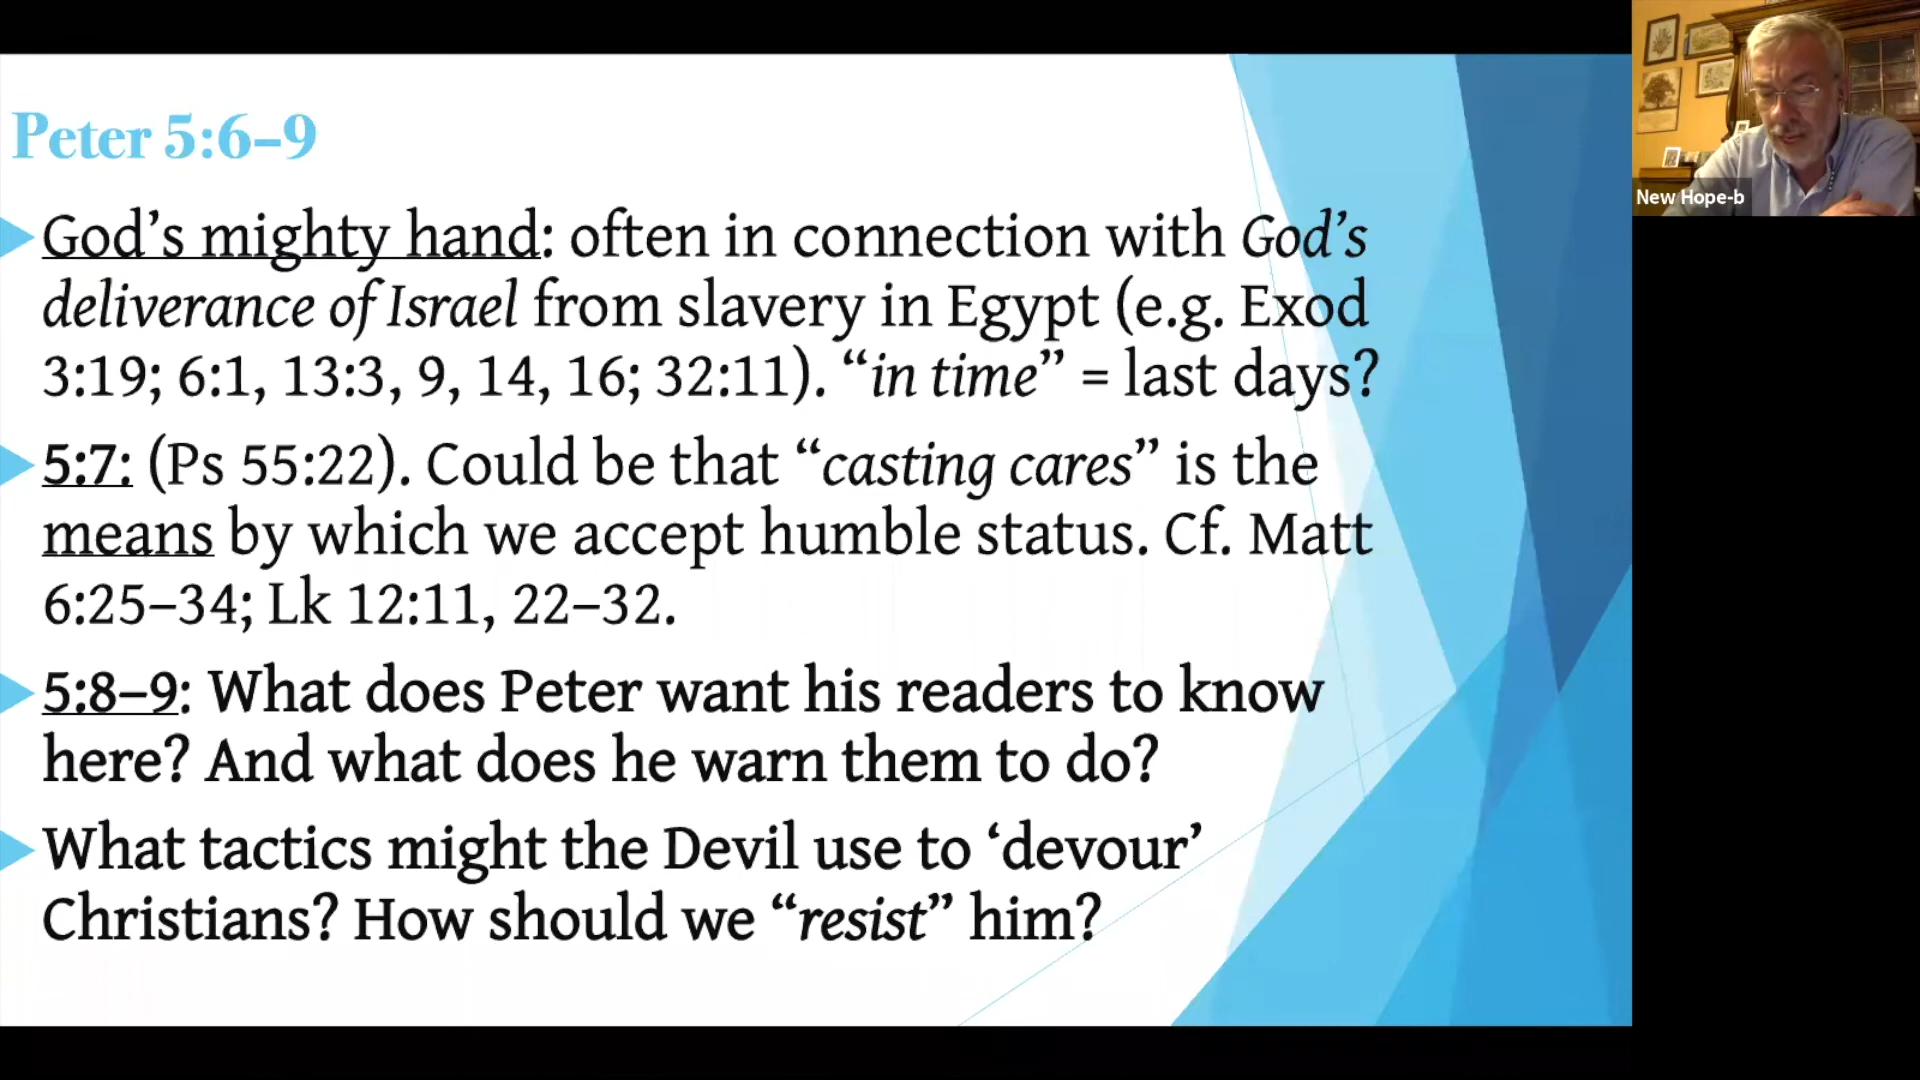 Peter 5:6–9
God’s mighty hand: often in connection with God’s
deliverance of Israel from slavery in Egypt (e.g. Exod
3:19; 6:1, 13:3, 9, 14, 16; 32:11). “in time” = last days?
5:7: (Ps 55:22). Could be that “casting cares” is the
means by which we accept humble status. Cf. Matt
6:25–34; Lk 12:11, 22–32.
5:8–9: What does Peter want his readers to know
here? And what does he warn them to do?
What tactics might the Devil use to ‘devour’
Christians? How should we “resist” him?
New Hope-b